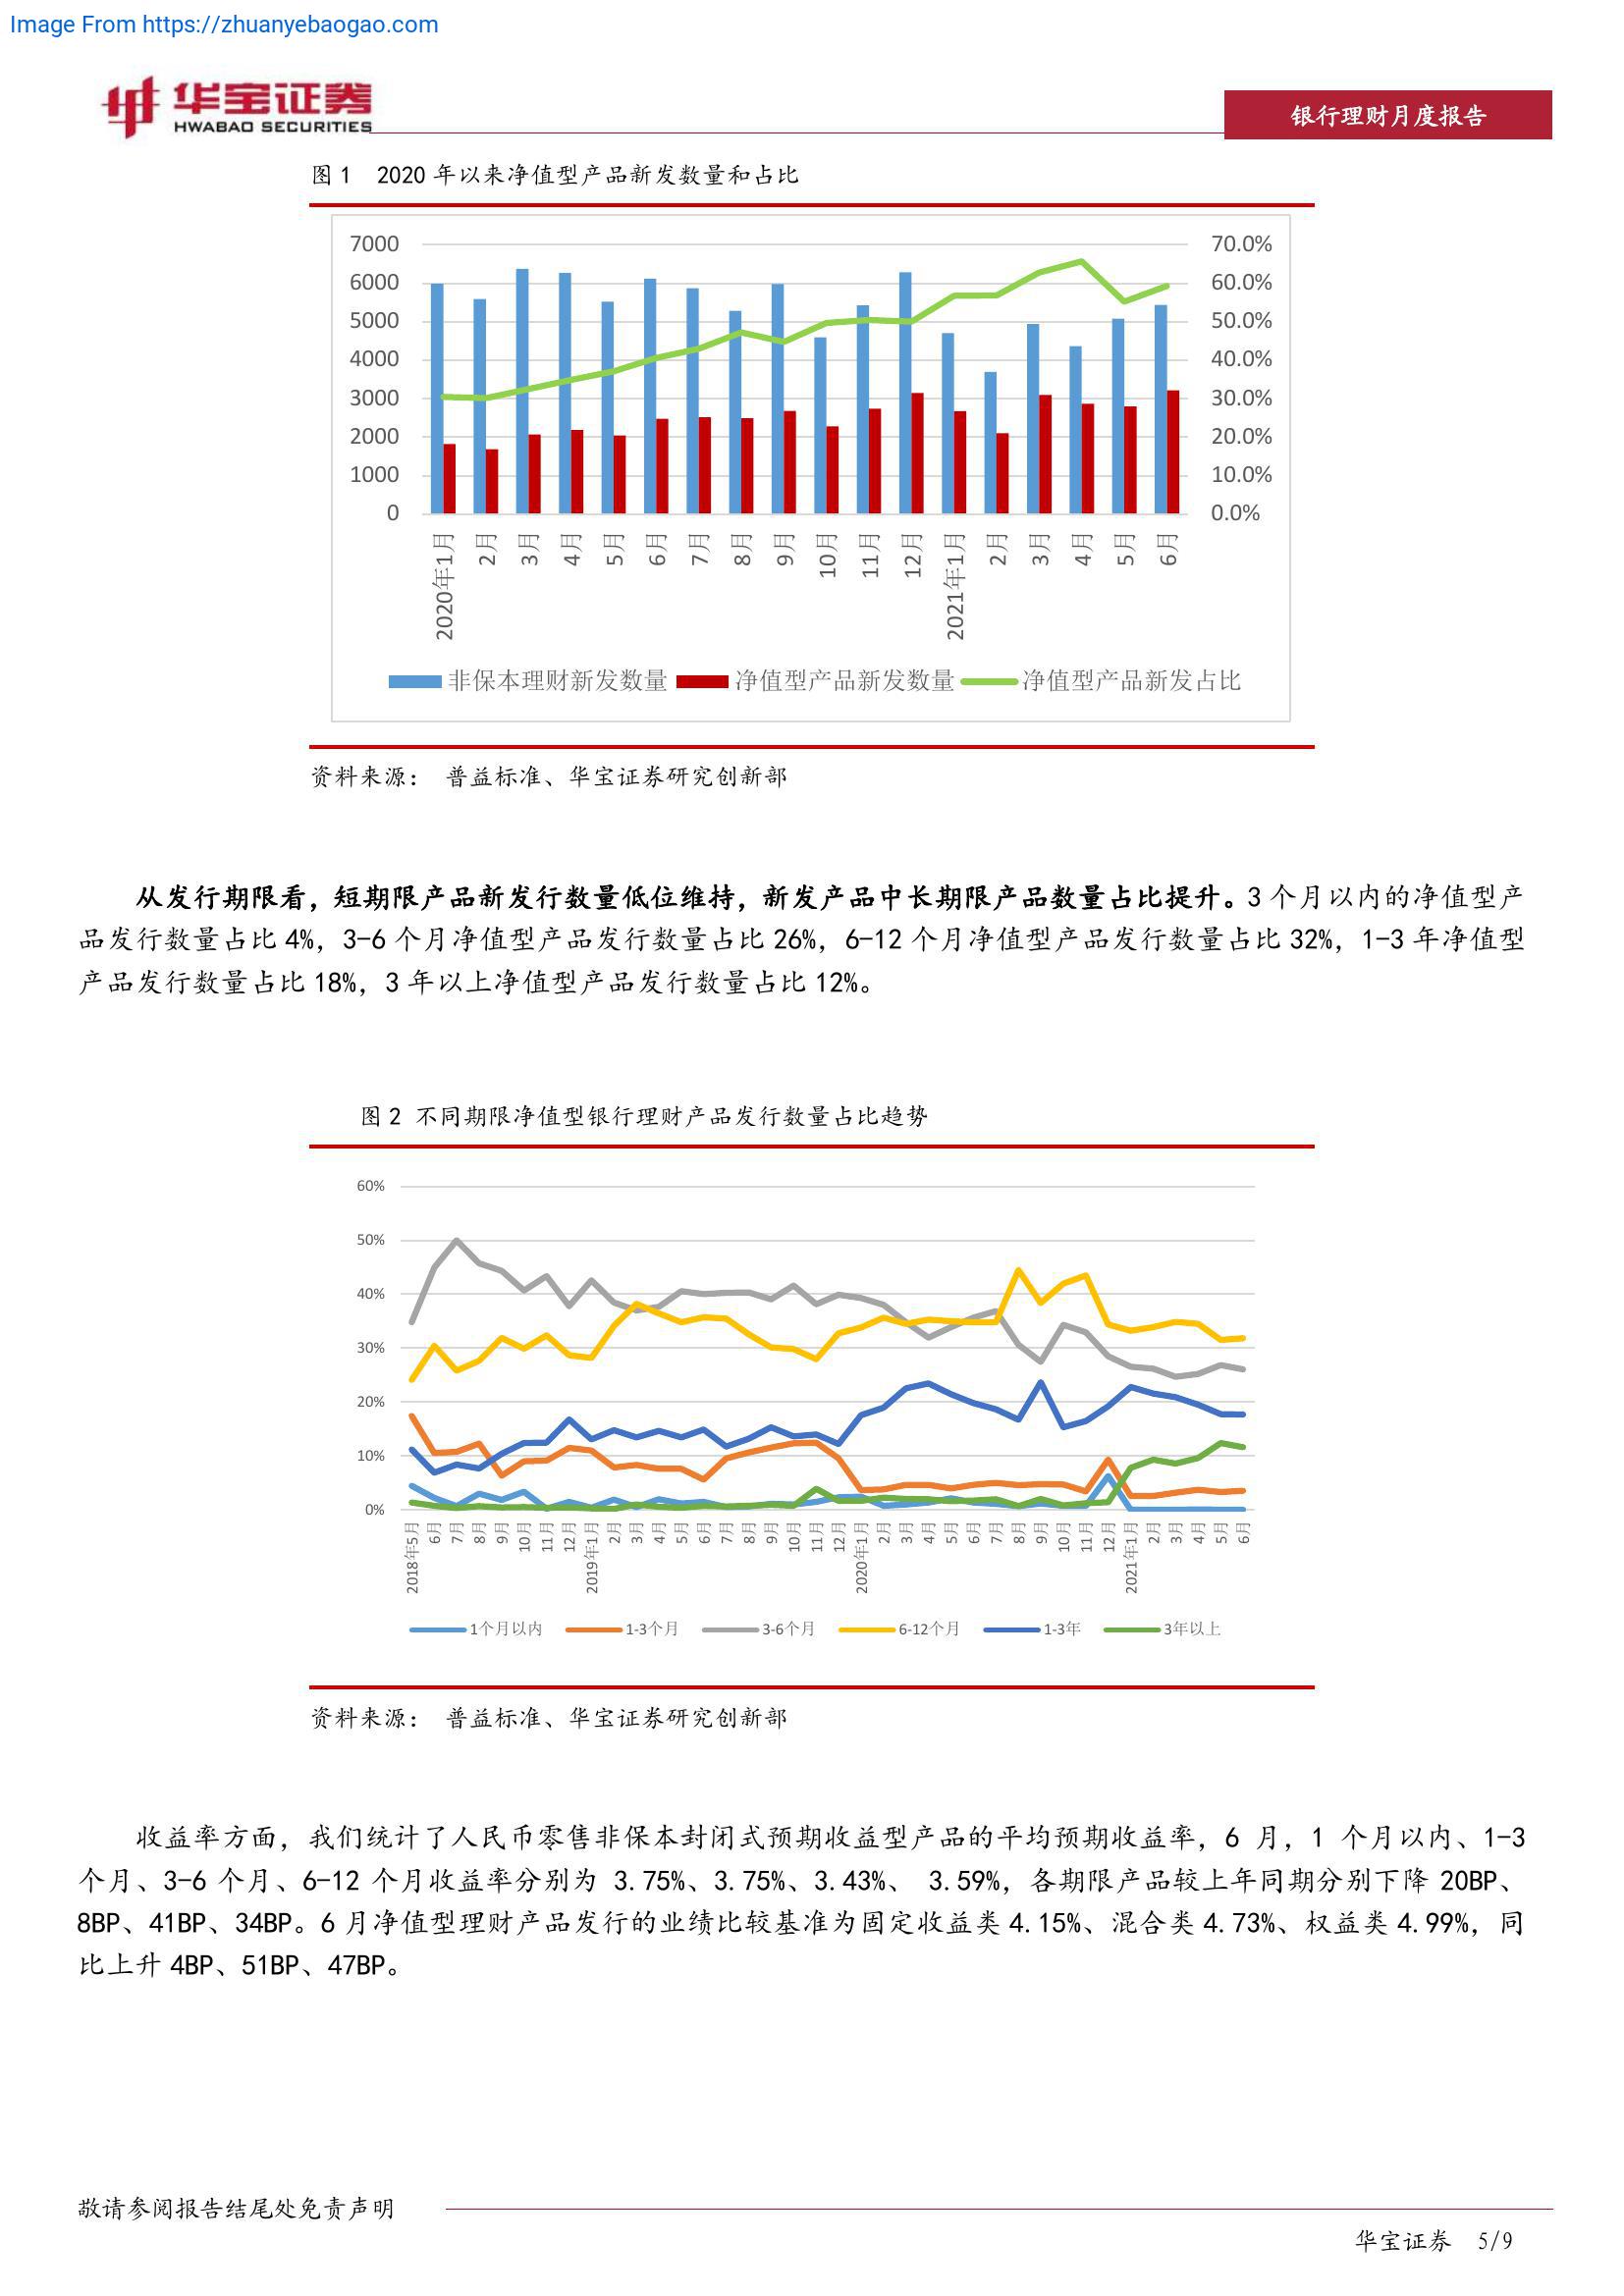 Image From https://zhuanyebaogao.com
华宝证券
HWABAO SECURITIES
银行理财月度报告
图 1 2020 年以来净值型产品新发数量和占比
7000
6000
5000
4000
3000
2000
1000
0
70.0%
60.0%
50.0%
40.0%
30.0%
20.0%
10.0%
0.0%
2020年1月
2月
3月
4月
5月
6月
7月
8月
9月
10月
11月
12月
2021年1月
2月
3月
4月
5月
6月
非保本理财新发数量 净值型产品新发数量 净值型产品新发占比
资料来源： 普益标准、华宝证券研究创新部
从发行期限看，短期限产品新发行数量低位维持，新发产品中长期限产品数量占比提升。3 个月以内的净值型产
品发行数量占比 4%，3-6 个月净值型产品发行数量占比 26%，6-12 个月净值型产品发行数量占比 32%，1-3 年净值型
产品发行数量占比 18%，3 年以上净值型产品发行数量占比 12%。
图 2 不同期限净值型银行理财产品发行数量占比趋势
60%
50%
40%
30%
20%
10%
0%
2018年5月
6月
7月
8月
9月
10月
11月
12月
2019年1月
2月
3月
4月
5月
6月
7月
8月
9月
10月
11月
12月
2020年1月
2月
3月
4月
5月
6月
7月
8月
9月
10月
11月
12月
2021年1月
2月
3月
4月
5月
6月
1个月以内 1-3个月 3-6个月 6-12个月 1-3年 3年以上
资料来源： 普益标准、华宝证券研究创新部
收益率方面，我们统计了人民币零售非保本封闭式预期收益型产品的平均预期收益率，6 月，1 个月以内、1-3
个月、3-6 个月、6-12 个月收益率分别为 3.75%、3.75%、3.43%、 3.59%，各期限产品较上年同期分别下降 20BP、
8BP、41BP、34BP。6 月净值型理财产品发行的业绩比较基准为固定收益类 4.15%、混合类 4.73%、权益类 4.99%，同
比上升 4BP、51BP、47BP。
敬请参阅报告结尾处免责声明
华宝证券 5/9